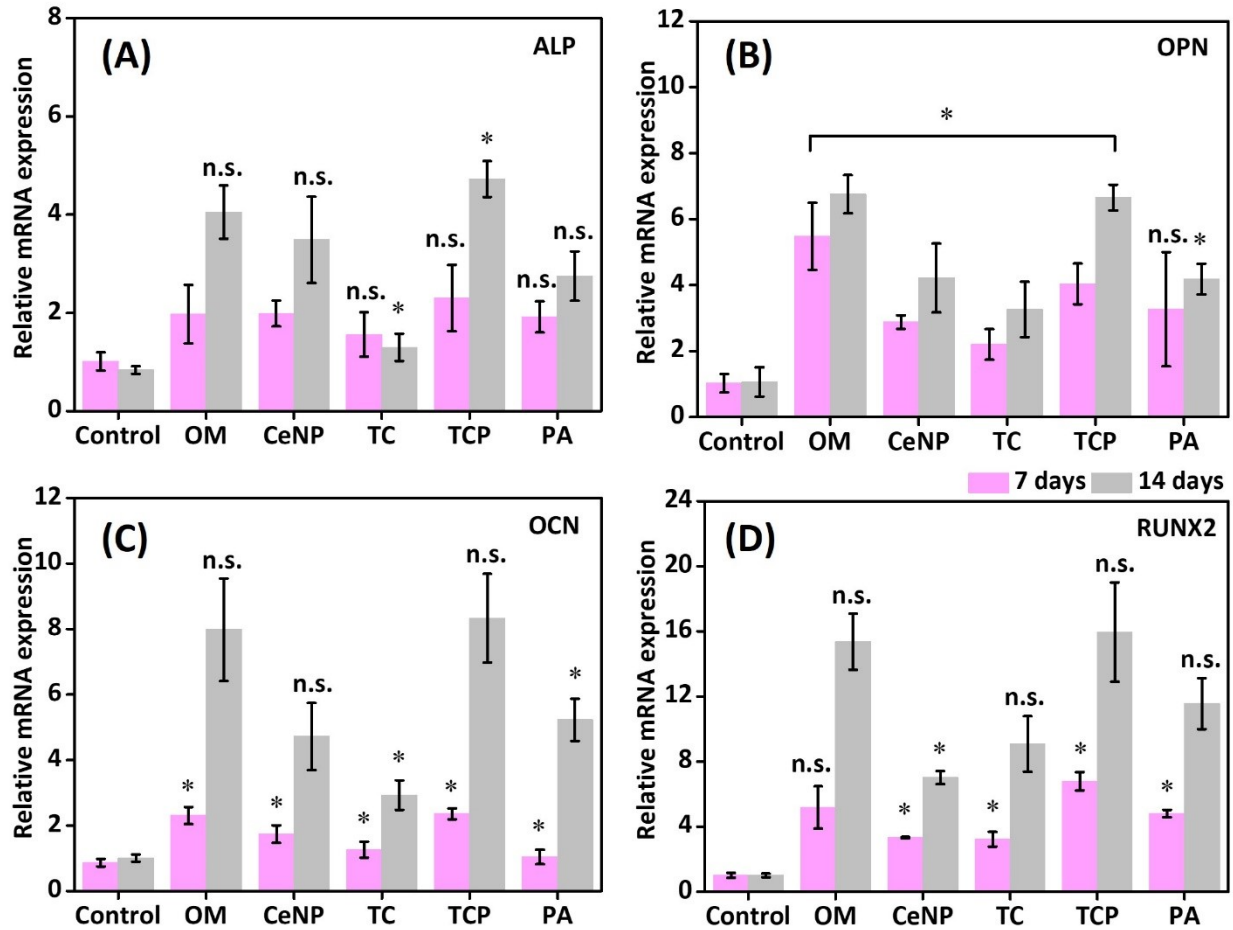 (A)
ALP
Relative mRNA expression
8
6
4
2
0
n.s.
n.s.
n.s.
*
n.s.
*
n.s.
n.s.
Control OM CeNP TC TCP PA
(B)
OPN
Relative mRNA expression
12
10
8
6
4
2
0
*
n.s.
*
Control OM CeNP TC TCP PA
7 days 14 days
(C)
OCN
Relative mRNA expression
12
10
8
6
4
2
0
*
n.s.
*
n.s.
*
*
*
n.s.
*
*
Control OM CeNP TC TCP PA
(D)
RUNX2
Relative mRNA expression
24
20
16
12
8
4
0
n.s.
n.s.
*
*
*
n.s.
*
n.s.
*
n.s.
Control OM CeNP TC TCP PA